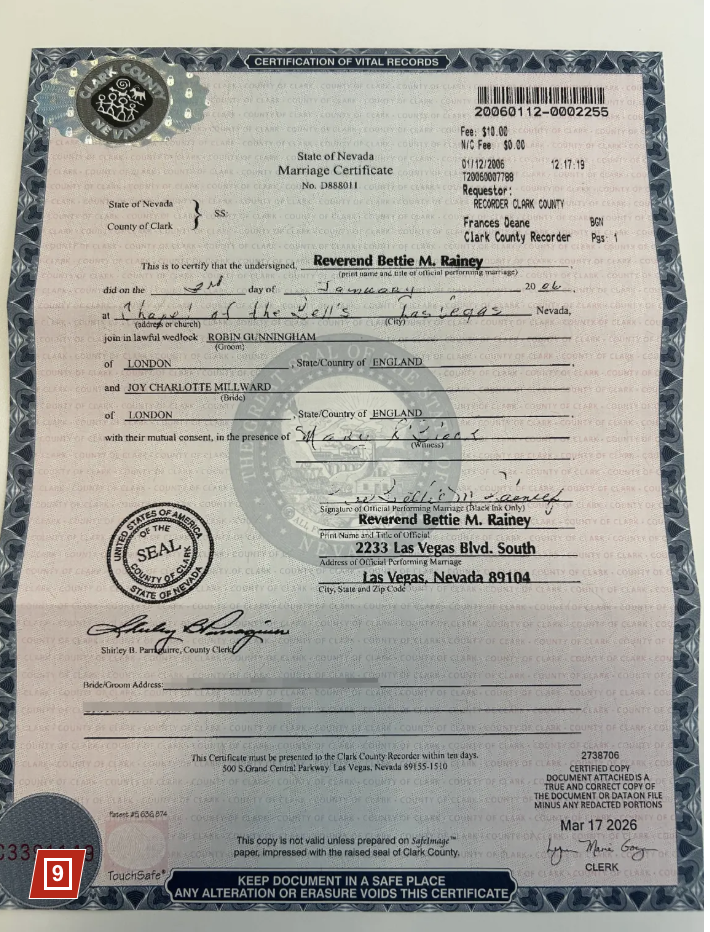 CERTIFICATION OF VITAL RECORDS
CLARK COUNTY
NEVADA
20060112-0002255
Fee: $10.00
N/C Fee $0.00
01/12/2006 12:17:19
T20060007788
Requestor:
RECORDER CLARK COUNTY
Frances Deane BGN
Clark County Recorder Pgs: 1
State of Nevada
Marriage Certificate
No. D888011
State of Nevada
County of Clark
} SS:
This is to certify that the undersigned, Reverend Bettie M. Rainey
(print name and title of official performing marriage)
did on the 3rd day of January 2006,
at Chapel of the Bell's Las Vegas Nevada,
(address or church) (City)
join in lawful wedlock ROBIN GUNNINGHAM
(Groom)
of LONDON, State/Country of ENGLAND,
and JOY CHARLOTTE MILLWARD
(Bride)
of LONDON, State/Country of ENGLAND,
with their mutual consent, in the presence of Mary
(Witness)
Rev Bettie M Rainey
Signature of Official Performing Marriage (Black Ink Only)
Reverend Bettie M. Rainey
Print Name and Title of Official
2233 Las Vegas Blvd. South
Address of Official Performing Marriage
Las Vegas, Nevada 89104
City, State and Zip Code
UNITED STATES OF AMERICA
OF THE
SEAL
COUNTY OF CLARK
STATE OF NEVADA
Shirley B. Parraguirre, County Clerk
Bride/Groom Address:
This Certificate must be presented to the Clark County Recorder within ten days.
500 S.Grand Central Parkway. Las Vegas, Nevada 89155-1510
2738706
CERTIFIED COPY
DOCUMENT ATTACHED IS A
TRUE AND CORRECT COPY OF
THE DOCUMENT OR DATA ON FILE
MINUS ANY REDACTED PORTIONS
Mar 17 2026
CLERK
Patent #5,636,874
TouchSafe®
This copy is not valid unless prepared on SafeImage™
paper, impressed with the raised seal of Clark County.
9
KEEP DOCUMENT IN A SAFE PLACE
ANY ALTERATION OR ERASURE VOIDS THIS CERTIFICATE